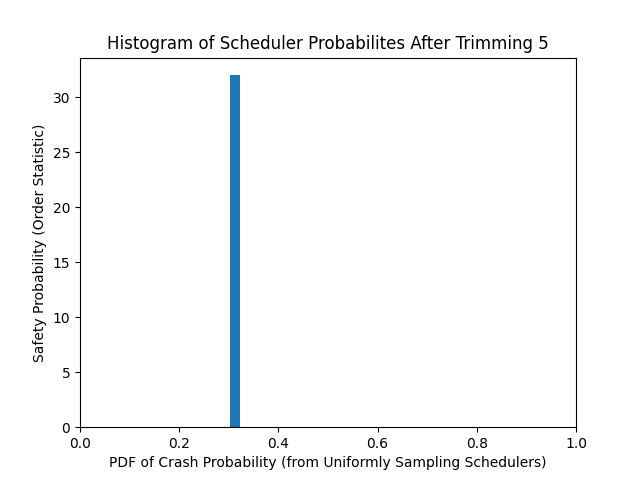 Histogram of Scheduler Probabilites After Trimming 5
Safety Probability (Order Statistic)
30
25
20
15
10
5
0
0.0 0.2 0.4 0.6 0.8 1.0
PDF of Crash Probability (from Uniformly Sampling Schedulers)